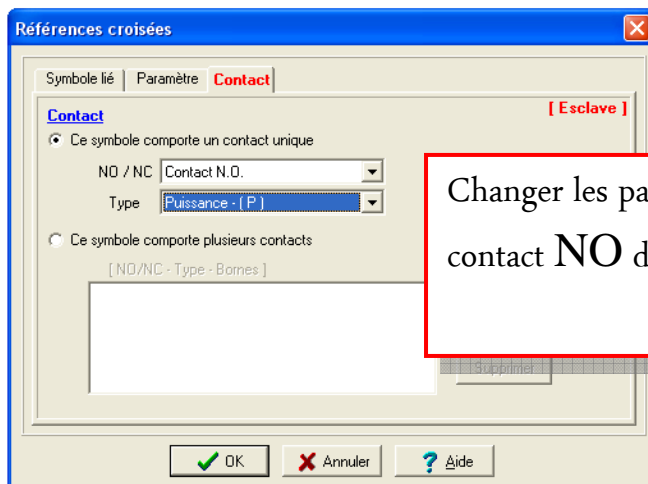 Références croisées
Symbole lié Paramètre Contact
Contact [ Esclave ]
Ce symbole comporte un contact unique
NO / NC Contact N.O.
Type Puissance - ( P )
Ce symbole comporte plusieurs contacts
[ NO/NC - Type - Bornes ]
Changer les
contact NO
Supprimer
OK Annuler Aide